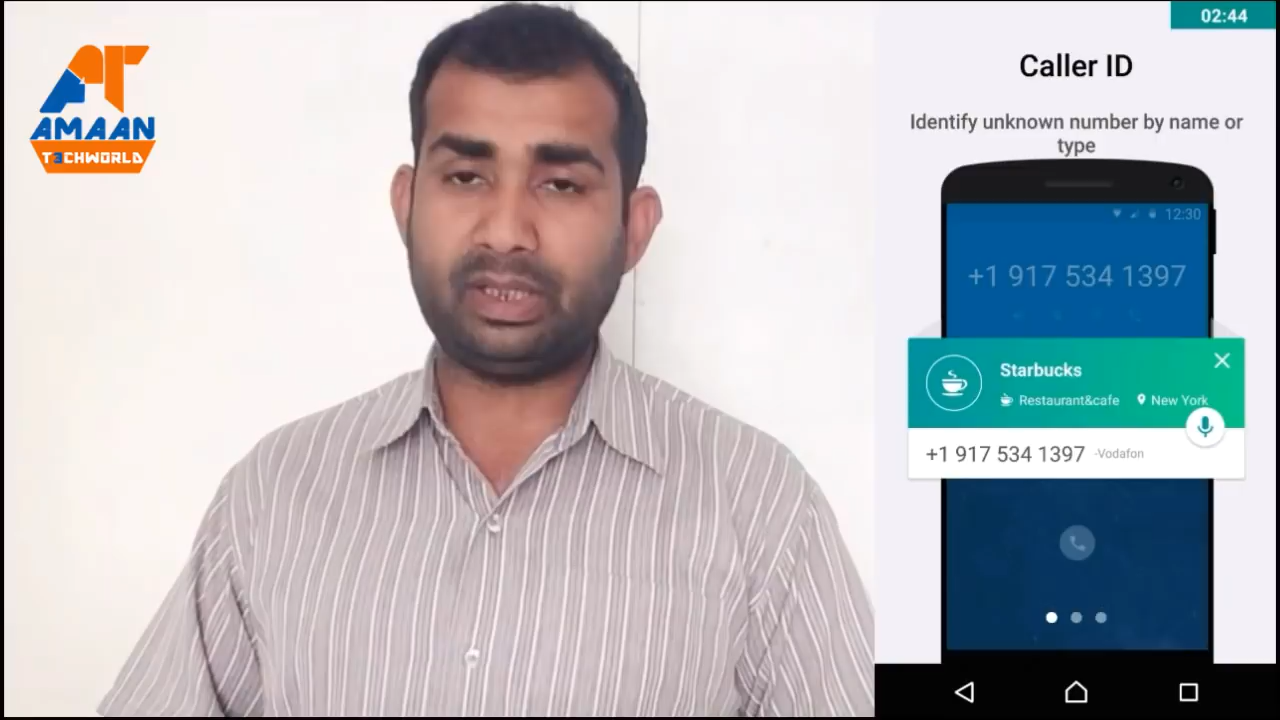 AT
AMAAN
T3CHWORLD
02:44
Caller ID
Identify unknown number by name or
type
12:30
+1 917 534 1397
Starbucks
Restaurant&cafe New York
+1 917 534 1397 -Vodafon